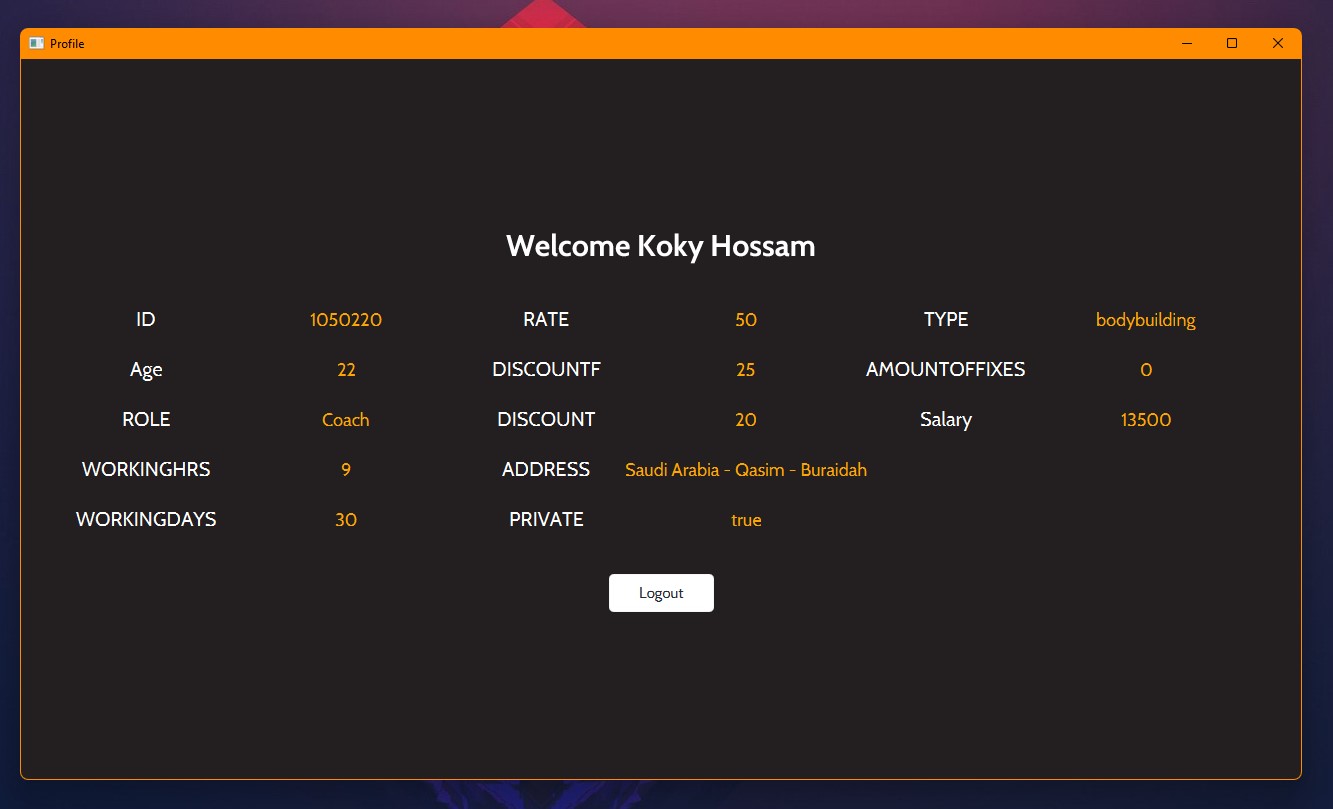 Profile
Welcome Koky Hossam
ID 1050220 RATE 50 TYPE bodybuilding
Age 22 DISCOUNTF 25 AMOUNTOFFIXES 0
ROLE Coach DISCOUNT 20 Salary 13500
WORKINGHRS 9 ADDRESS Saudi Arabia - Qasim - Buraidah
WORKINGDAYS 30 PRIVATE true
Logout